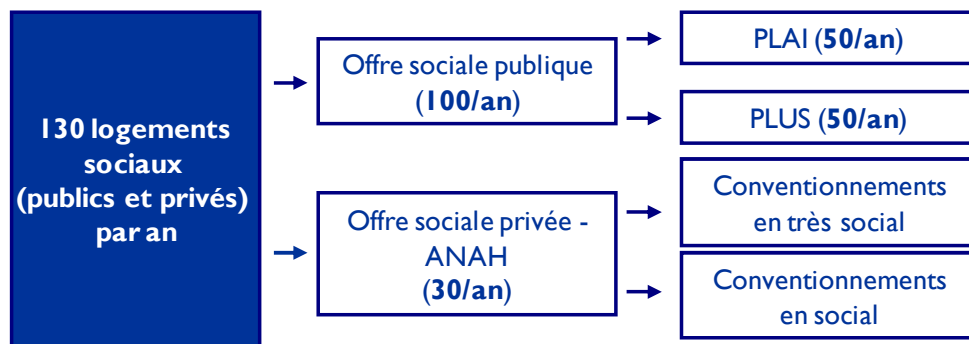 130 logements
sociaux
(publics et privés)
par an
Offre sociale publique
(100/an)
PLAI (50/an)
PLUS (50/an)
Offre sociale privée -
ANAH
(30/an)
Conventionnements
en très social
Conventionnements
en social